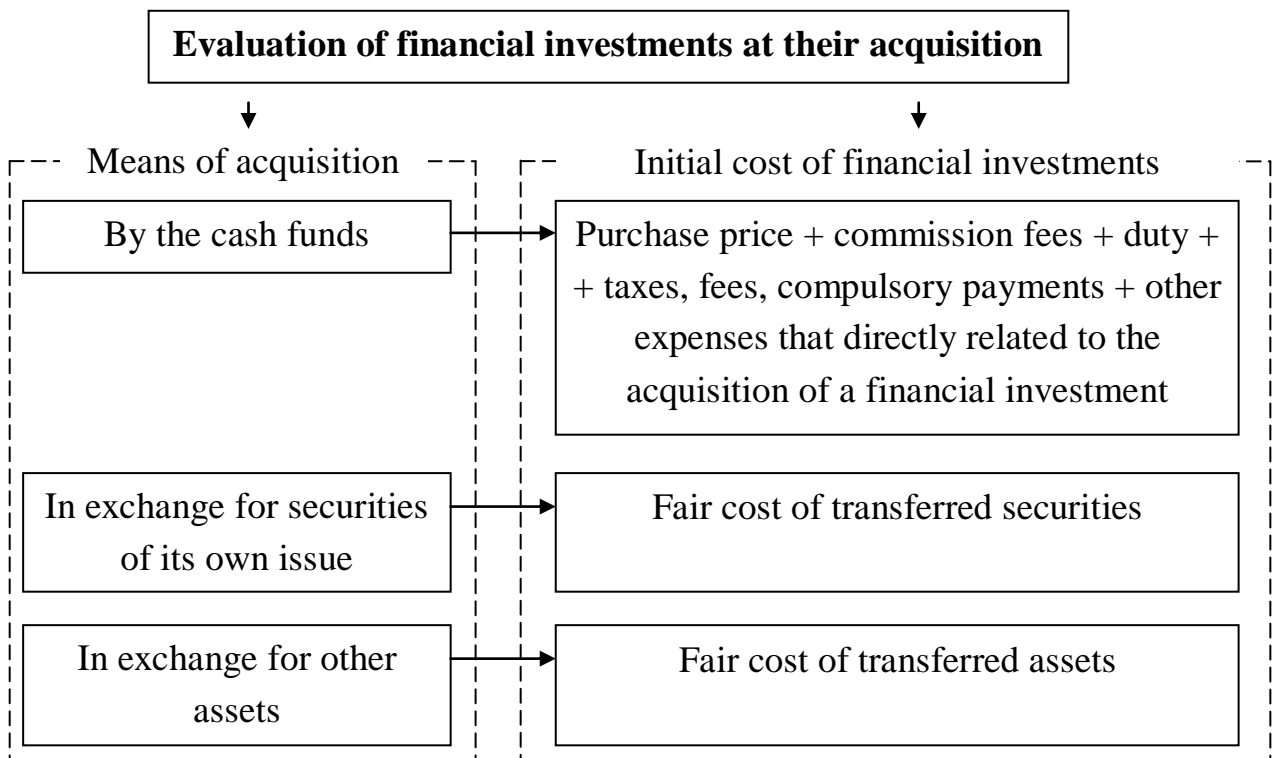 Evaluation of financial investments at their acquisition
Means of acquisition
Initial cost of financial investments
By the cash funds
Purchase price + commission fees + duty +
+ taxes, fees, compulsory payments + other
expenses that directly related to the
acquisition of a financial investment
In exchange for securities
of its own issue
Fair cost of transferred securities
In exchange for other
assets
Fair cost of transferred assets